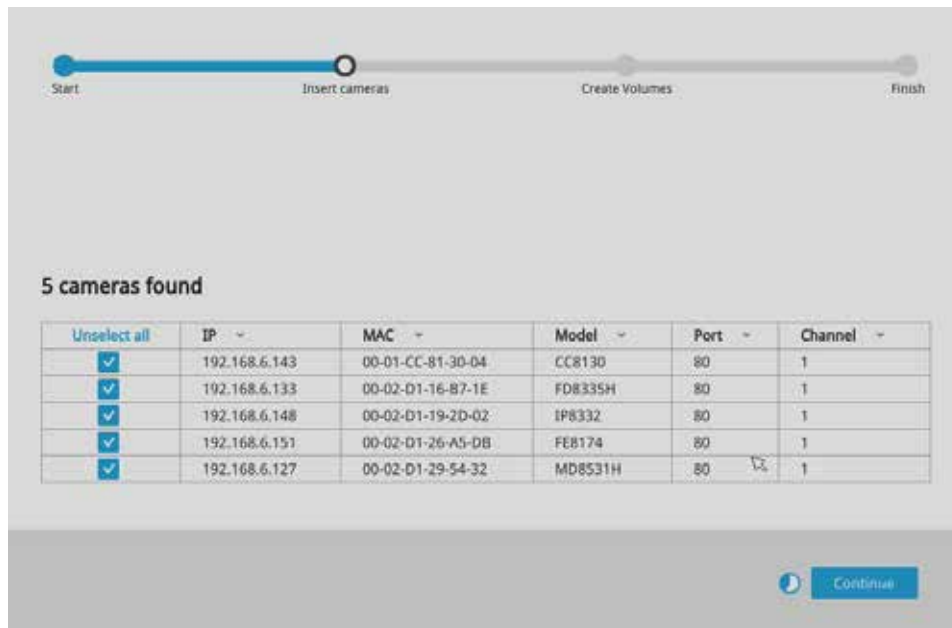 Start Insert cameras Create Volumes Finish
5 cameras found
Unselect all IP MAC Model Port Channel
192.168.6.143 00-01-CC-81-30-04 CC8130 80 1
192.168.6.133 00-02-D1-16-B7-1E FD8335H 80 1
192.168.6.148 00-02-D1-19-2D-02 IP8332 80 1
192.168.6.151 00-02-D1-26-A5-DB FE8174 80 1
192.168.6.127 00-02-D1-29-54-32 MD8531H 80 1
Continue